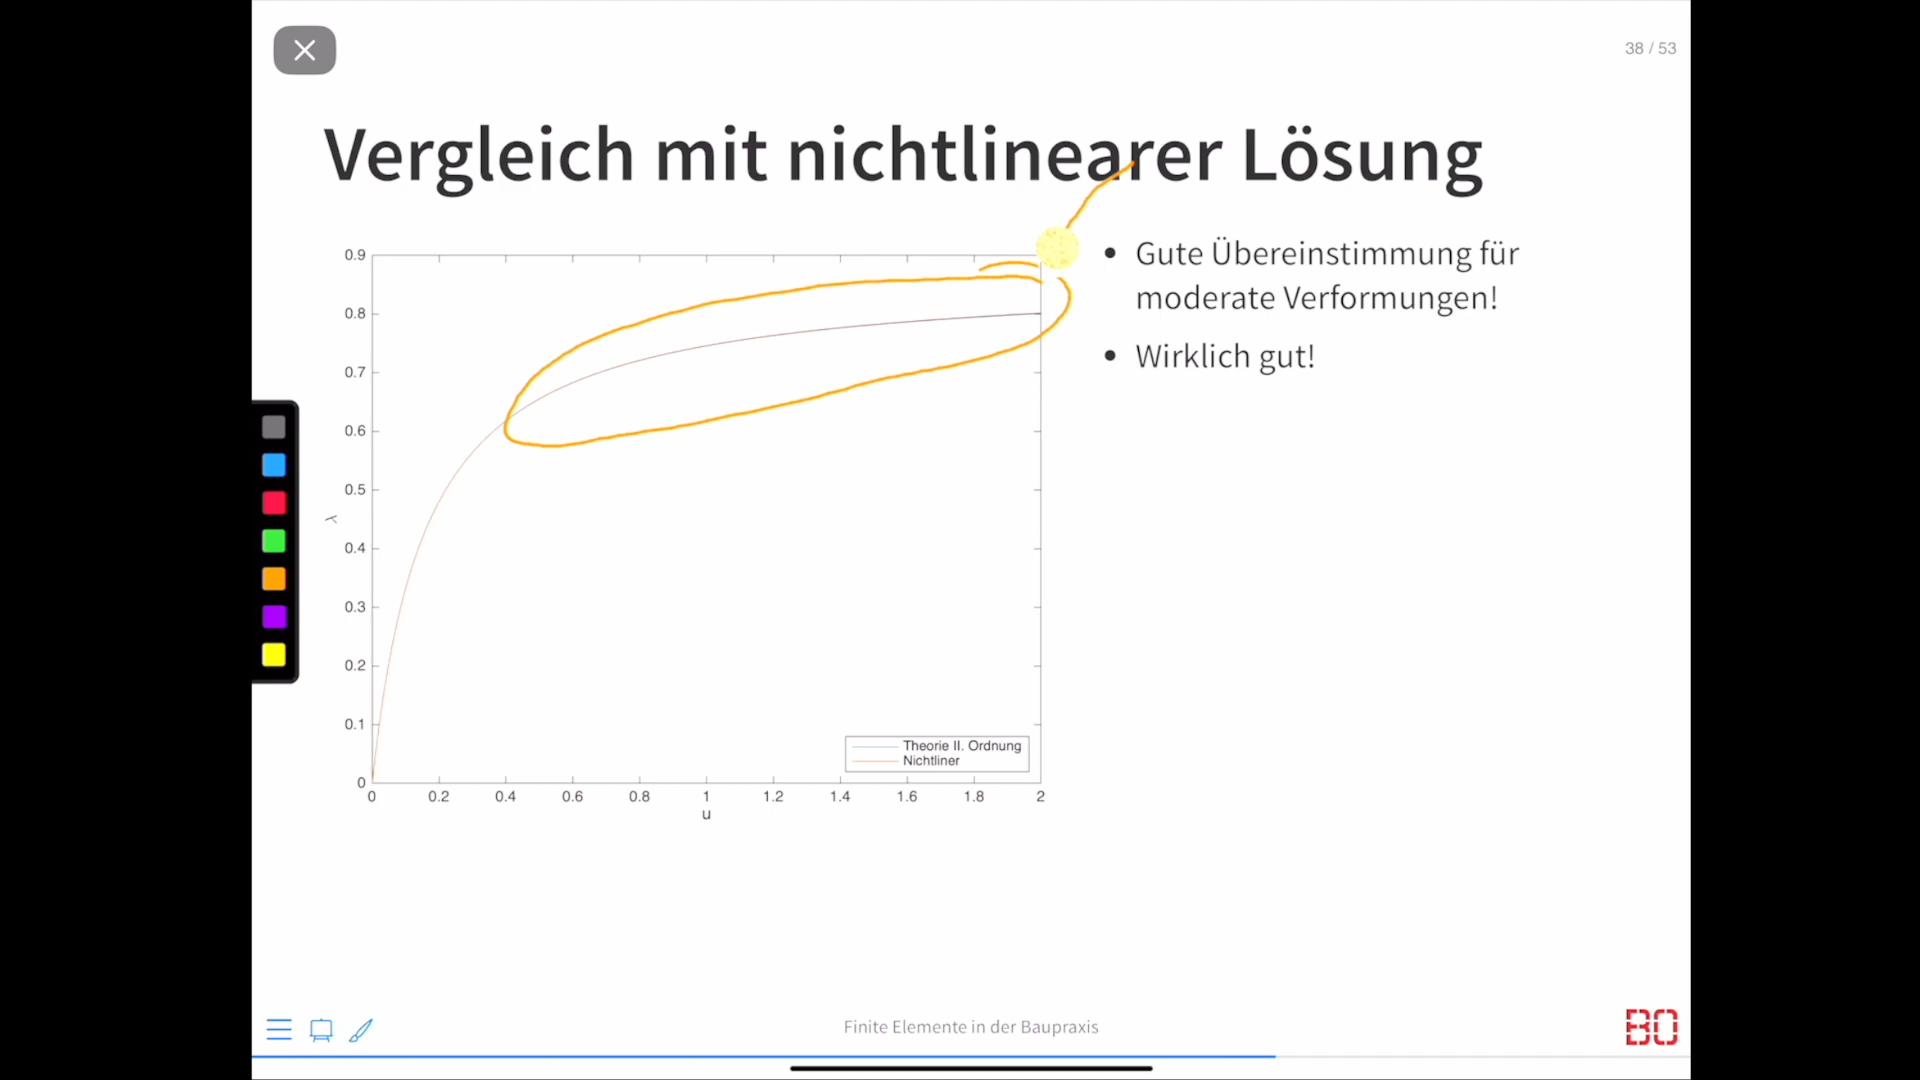 38 / 53
Vergleich mit nichtlinearer Lösung
Gute Übereinstimmung für
moderate Verformungen!
Wirklich gut!
0.9
0.8
0.7
0.6
0.5
0.4
0.3
0.2
0.1
0
λ
0 0.2 0.4 0.6 0.8 1 1.2 1.4 1.6 1.8 2
u
Theorie II. Ordnung
Nichtliner
Finite Elemente in der Baupraxis
BO